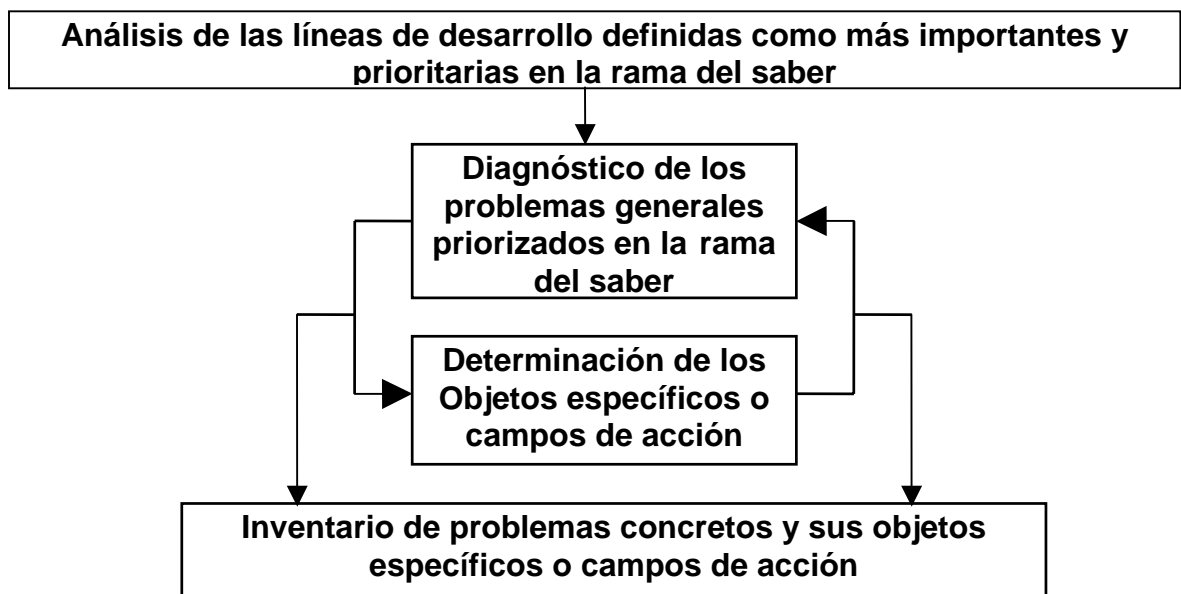 Análisis de las líneas de desarrollo definidas como más importantes y
prioritarias en la rama del saber
Diagnóstico de los
problemas generales
priorizados en la rama
del saber
Determinación de los
Objetos específicos o
campos de acción
Inventario de problemas concretos y sus objetos
específicos o campos de acción